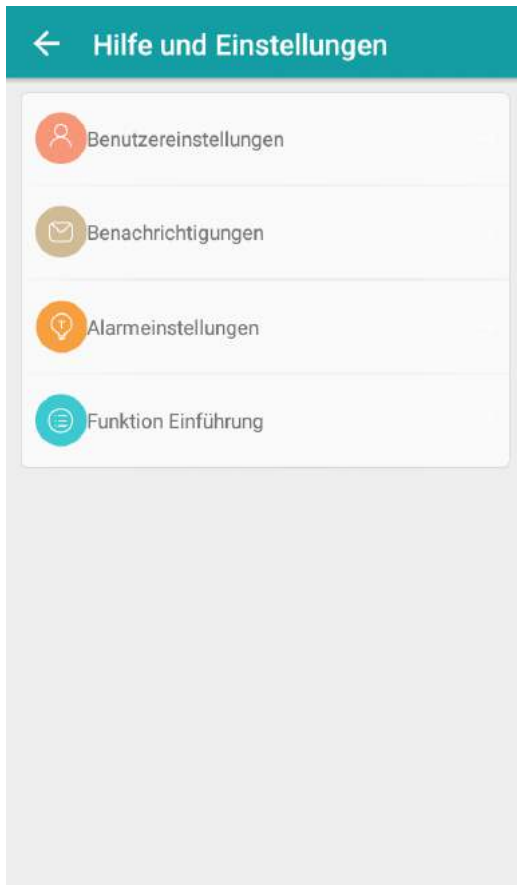 Hilfe und Einstellungen
Benutzereinstellungen
Benachrichtigungen
Alarmeinstellungen
Funktion Einführung